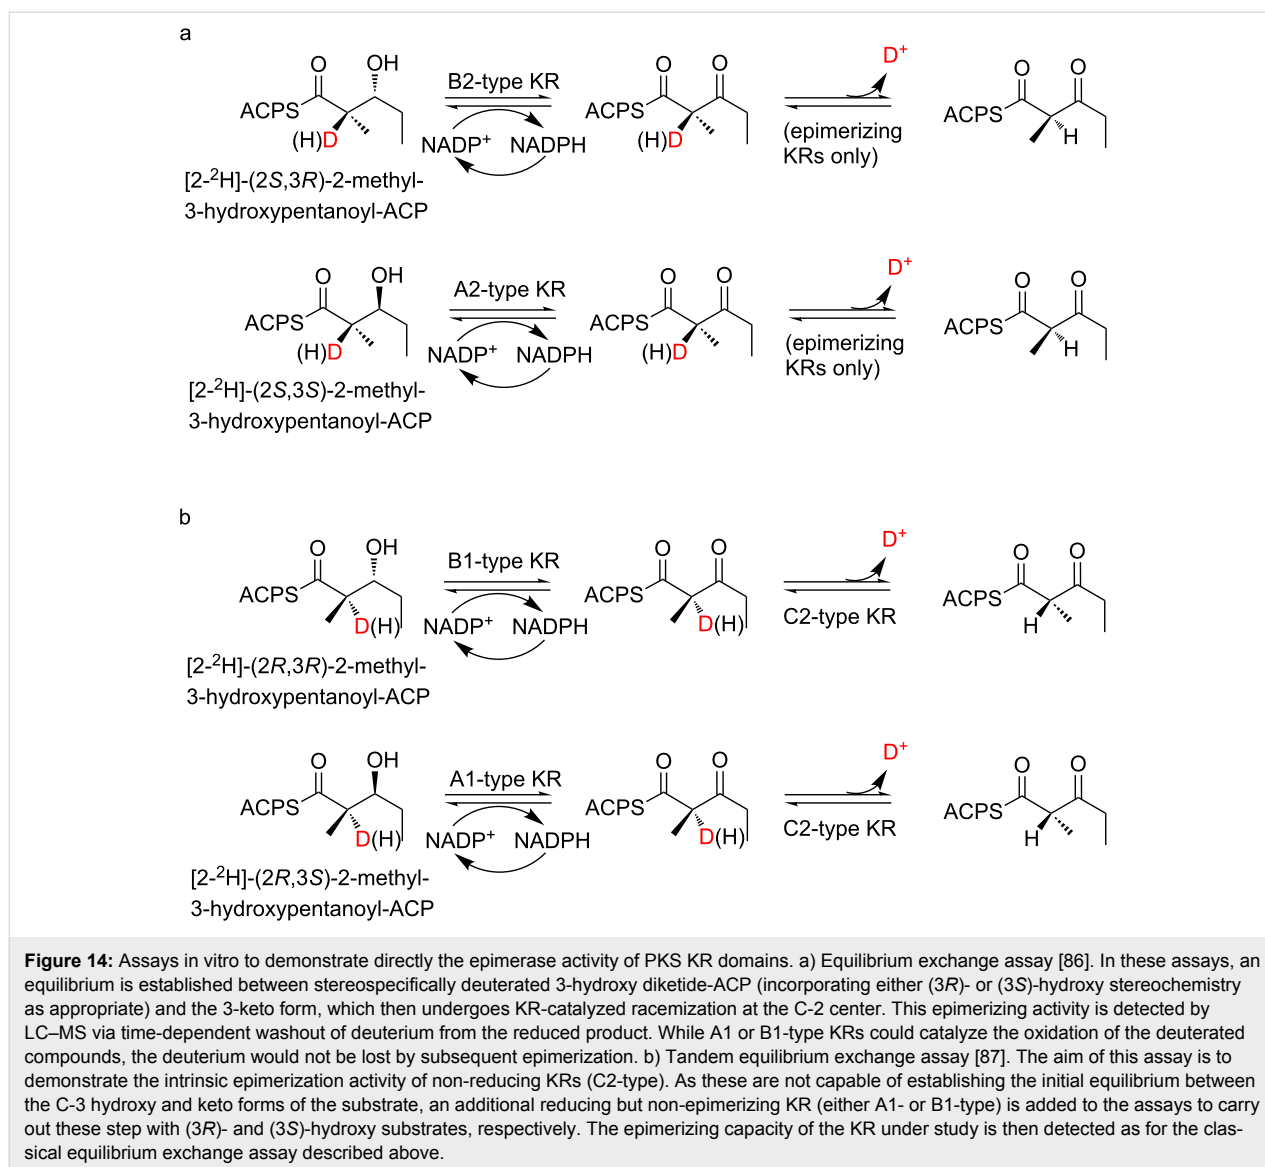 a
O OH
ACPS
(H)D
B2-type KR
NADP+ NADPH
O O
ACPS
(H)D
D+
(epimerizing
KRs only)
O O
ACPS
H
[2-²H]-(2S,3R)-2-methyl-
3-hydroxypentanoyl-ACP
O OH
ACPS
(H)D
A2-type KR
NADP+ NADPH
O O
ACPS
(H)D
D+
(epimerizing
KRs only)
O O
ACPS
H
[2-²H]-(2S,3S)-2-methyl-
3-hydroxypentanoyl-ACP
b
O OH
ACPS
D(H)
B1-type KR
NADP+ NADPH
O O
ACPS
D(H)
D+
C2-type KR
O O
ACPS
H
[2-²H]-(2R,3R)-2-methyl-
3-hydroxypentanoyl-ACP
O OH
ACPS
D(H)
A1-type KR
NADP+ NADPH
O O
ACPS
D(H)
D+
C2-type KR
O O
ACPS
H
[2-²H]-(2R,3S)-2-methyl-
3-hydroxypentanoyl-ACP
Figure 14: Assays in vitro to demonstrate directly the epimerase activity of PKS KR domains. a) Equilibrium exchange assay [86]. In these assays, an
equilibrium is established between stereospecifically deuterated 3-hydroxy diketide-ACP (incorporating either (3R)- or (3S)-hydroxy stereochemistry
as appropriate) and the 3-keto form, which then undergoes KR-catalyzed racemization at the C-2 center. This epimerizing activity is detected by
LC–MS via time-dependent washout of deuterium from the reduced product. While A1 or B1-type KRs could catalyze the oxidation of the deuterated
compounds, the deuterium would not be lost by subsequent epimerization. b) Tandem equilibrium exchange assay [87]. The aim of this assay is to
demonstrate the intrinsic epimerization activity of non-reducing KRs (C2-type). As these are not capable of establishing the initial equilibrium between
the C-3 hydroxy and keto forms of the substrate, an additional reducing but non-epimerizing KR (either A1- or B1-type) is added to the assays to carry
out these step with (3R)- and (3S)-hydroxy substrates, respectively. The epimerizing capacity of the KR under study is then detected as for the clas-
sical equilibrium exchange assay described above.